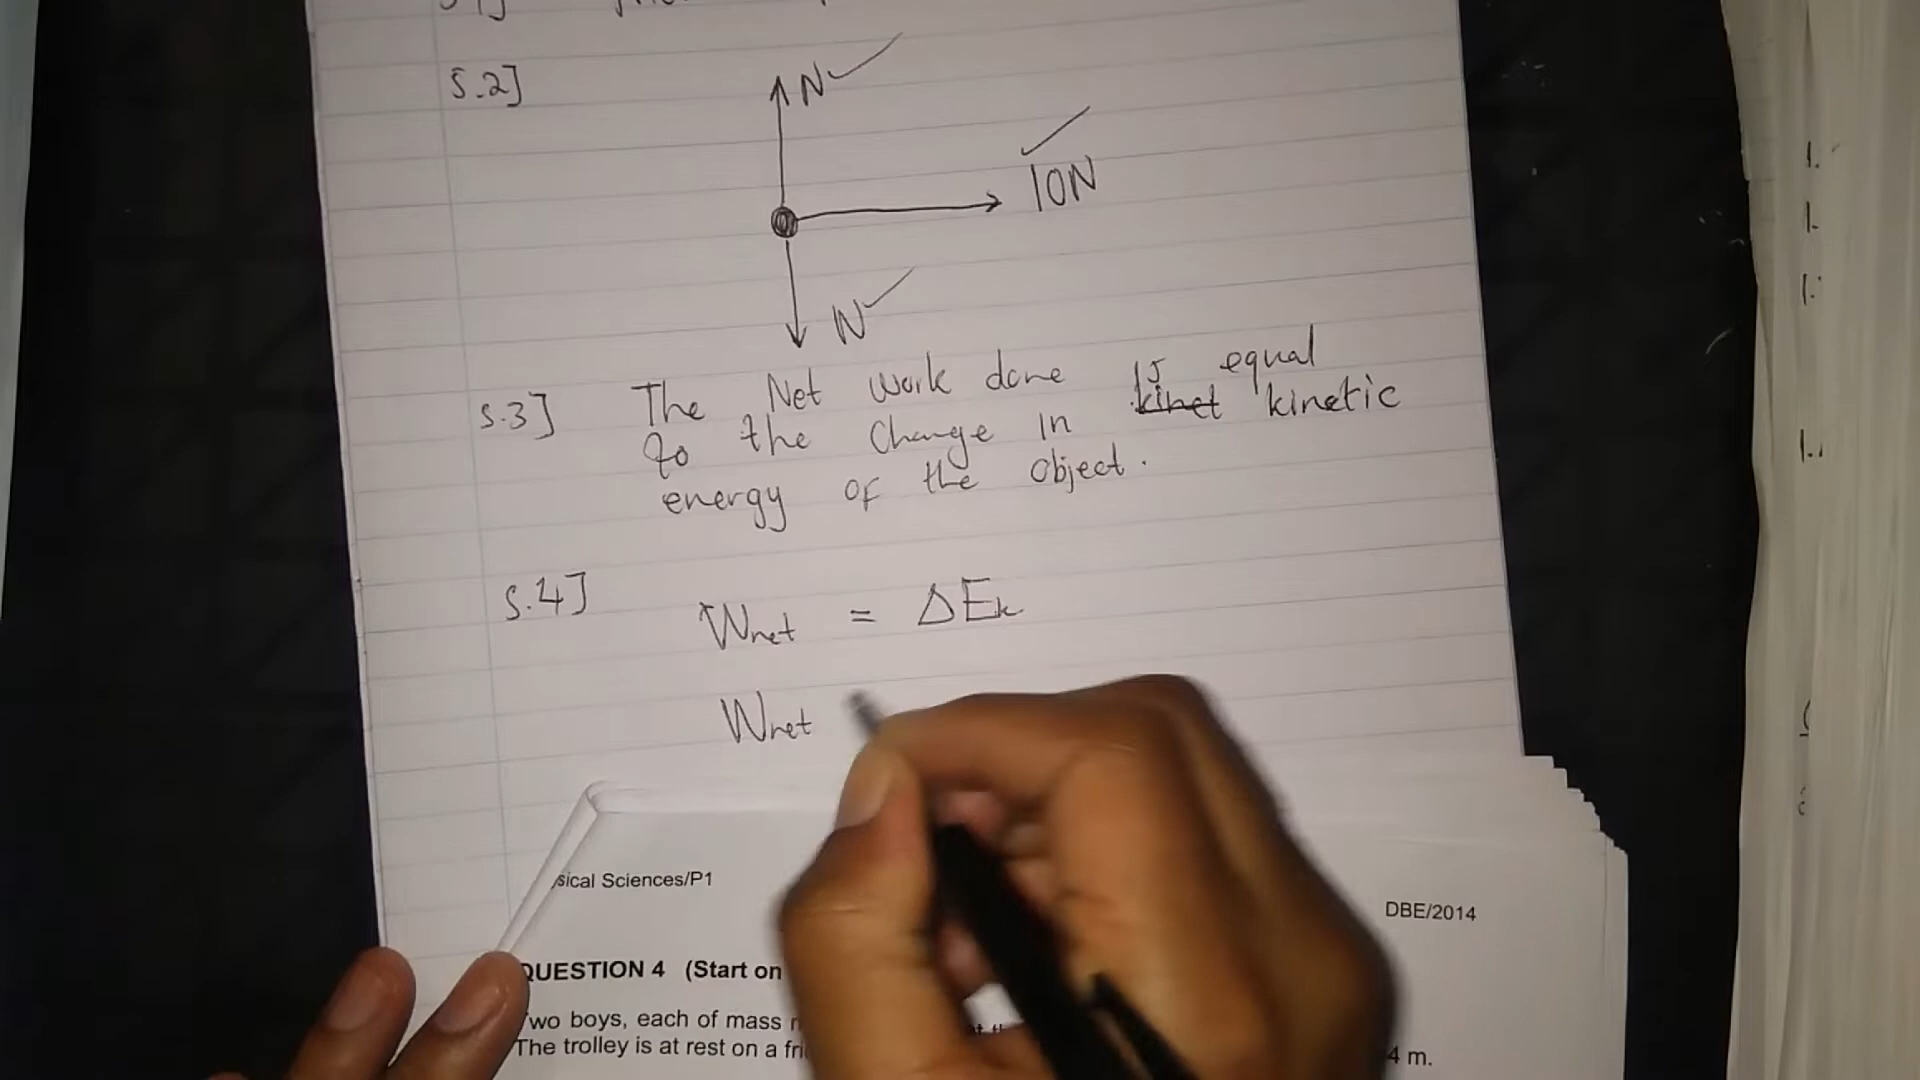 5.2]
N
10N
N
5.3] The Net work done is equal
to the change in kinet kinetic
energy of the object.
5.4] Wnet = ΔEk
Wnet
sical Sciences/P1
DBE/2014
QUESTION 4 (Start on
wo boys, each of mass
The trolley is at rest on a
4 m.